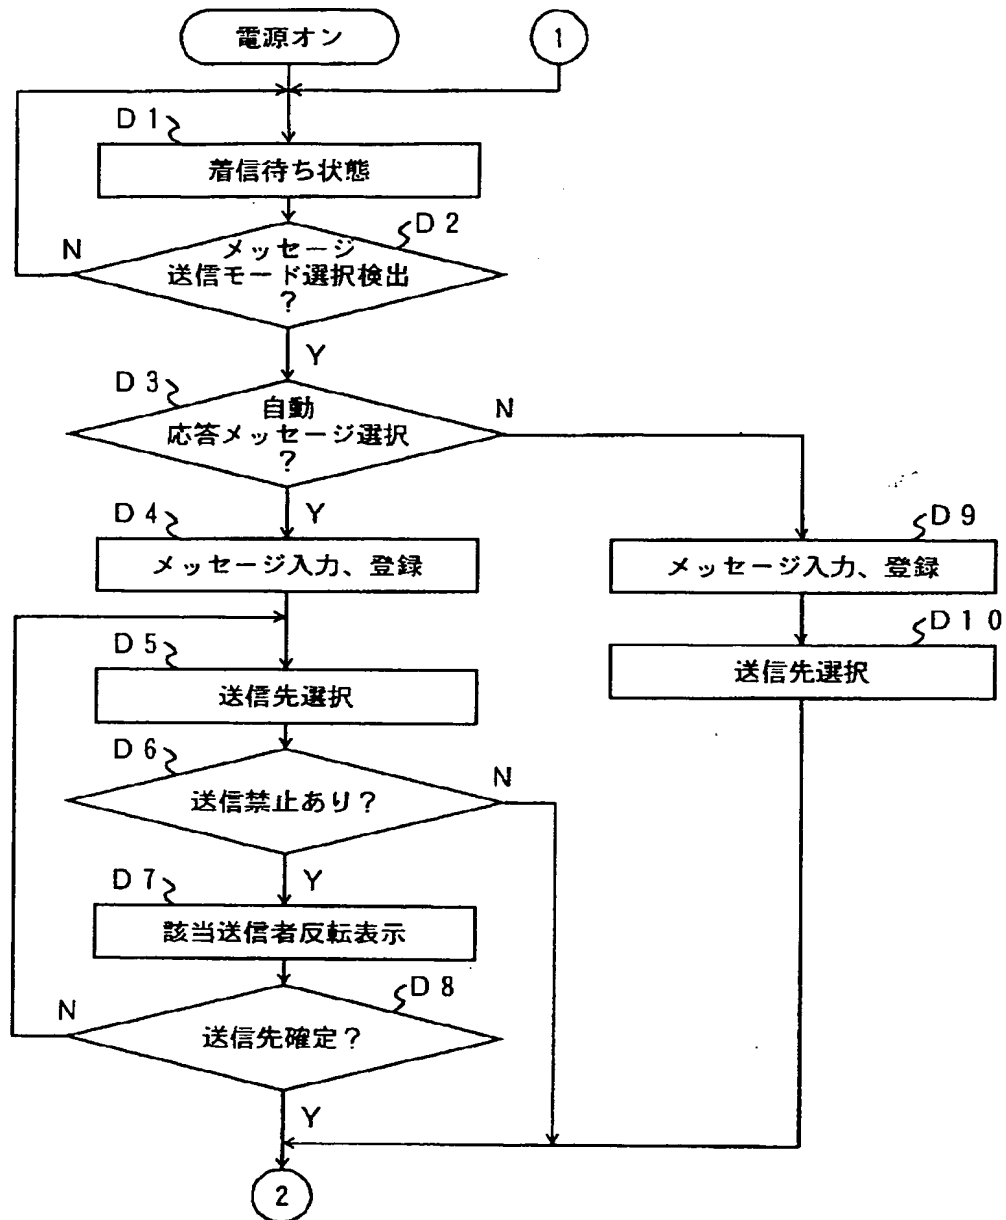 電源オン
1
D1
着信待ち状態
D2
N
メッセージ
送信モード選択検出
?
Y
D3
自動
応答メッセージ選択
?
N
Y
D4
メッセージ入力、登録
D9
メッセージ入力、登録
D5
送信先選択
D10
送信先選択
D6
送信禁止あり?
N
Y
D7
該当送信者反転表示
D8
N
送信先確定?
Y
2